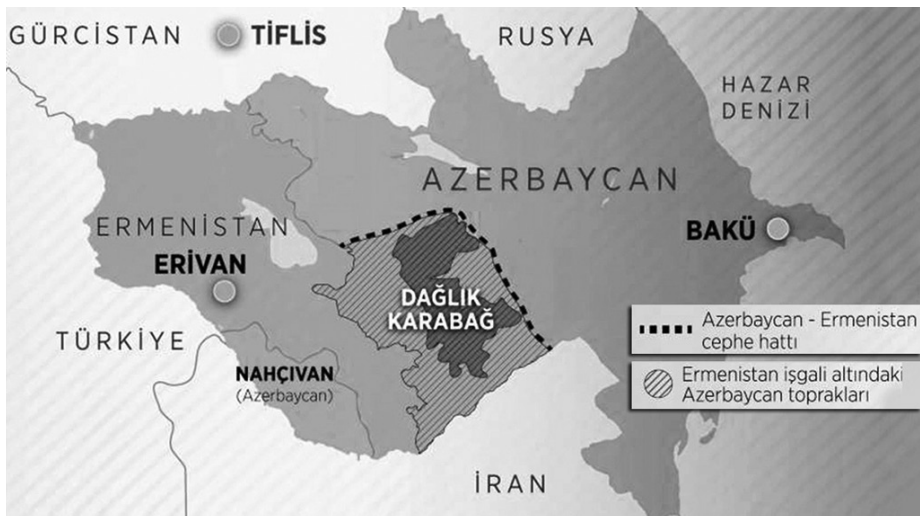 GÜRCİSTAN
TİFLİS
RUSYA
HAZAR
DENİZİ
AZERBAYCAN
ERMENİSTAN
ERİVAN
BAKÜ
DAĞLIK
KARABAĞ
TÜRKİYE
NAHÇIVAN
(Azerbaycan)
İRAN
Azerbaycan - Ermenistan
cephe hattı
Ermenistan işgali altındaki
Azerbaycan toprakları